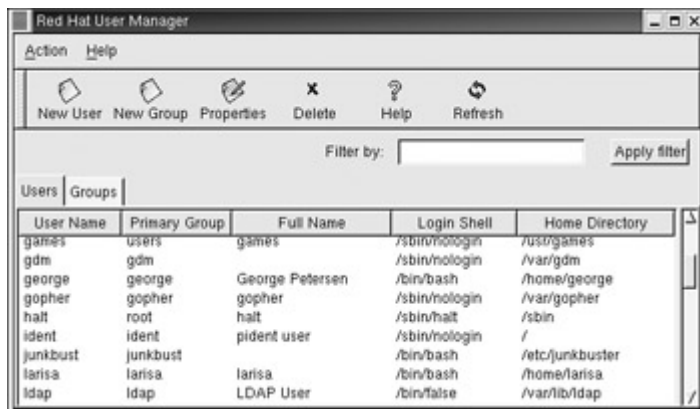 Red Hat User Manager
Action Help
New User New Group Properties Delete Help Refresh
Filter by: Apply filter
Users Groups
User Name Primary Group Full Name Login Shell Home Directory
games users games /sbin/nologin /usr/games
gdm gdm /sbin/nologin /var/gdm
george george George Petersen /bin/bash /home/george
gopher gopher gopher /sbin/nologin /var/gopher
halt root halt /sbin/halt /sbin
ident ident pident user /sbin/nologin /
junkbust junkbust /bin/bash /etc/junkbuster
larisa larisa larisa /bin/bash /home/larisa
ldap ldap LDAP User /bin/false /var/lib/ldap